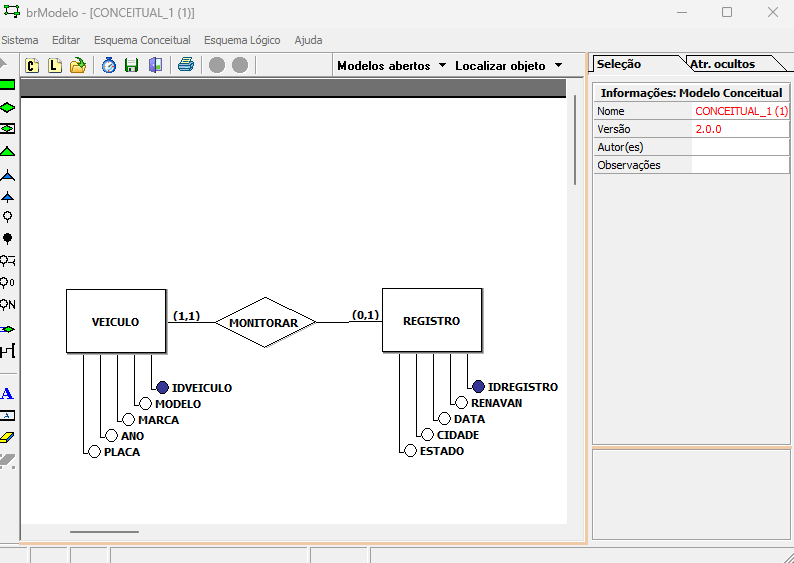 brModelo - [CONCEITUAL_1 (1)]
Sistema Editar Esquema Conceitual Esquema Lógico Ajuda
C L Modelos abertos Localizar objeto
Seleção Atr. ocultos
Informações: Modelo Conceitual
Nome CONCEITUAL_1 (1)
Versão 2.0.0
Autor(es)
Observações
0
N
A
A
VEICULO (1,1) MONITORAR (0,1) REGISTRO
IDVEICULO
MODELO
MARCA
ANO
PLACA
IDREGISTRO
RENAVAN
DATA
CIDADE
ESTADO